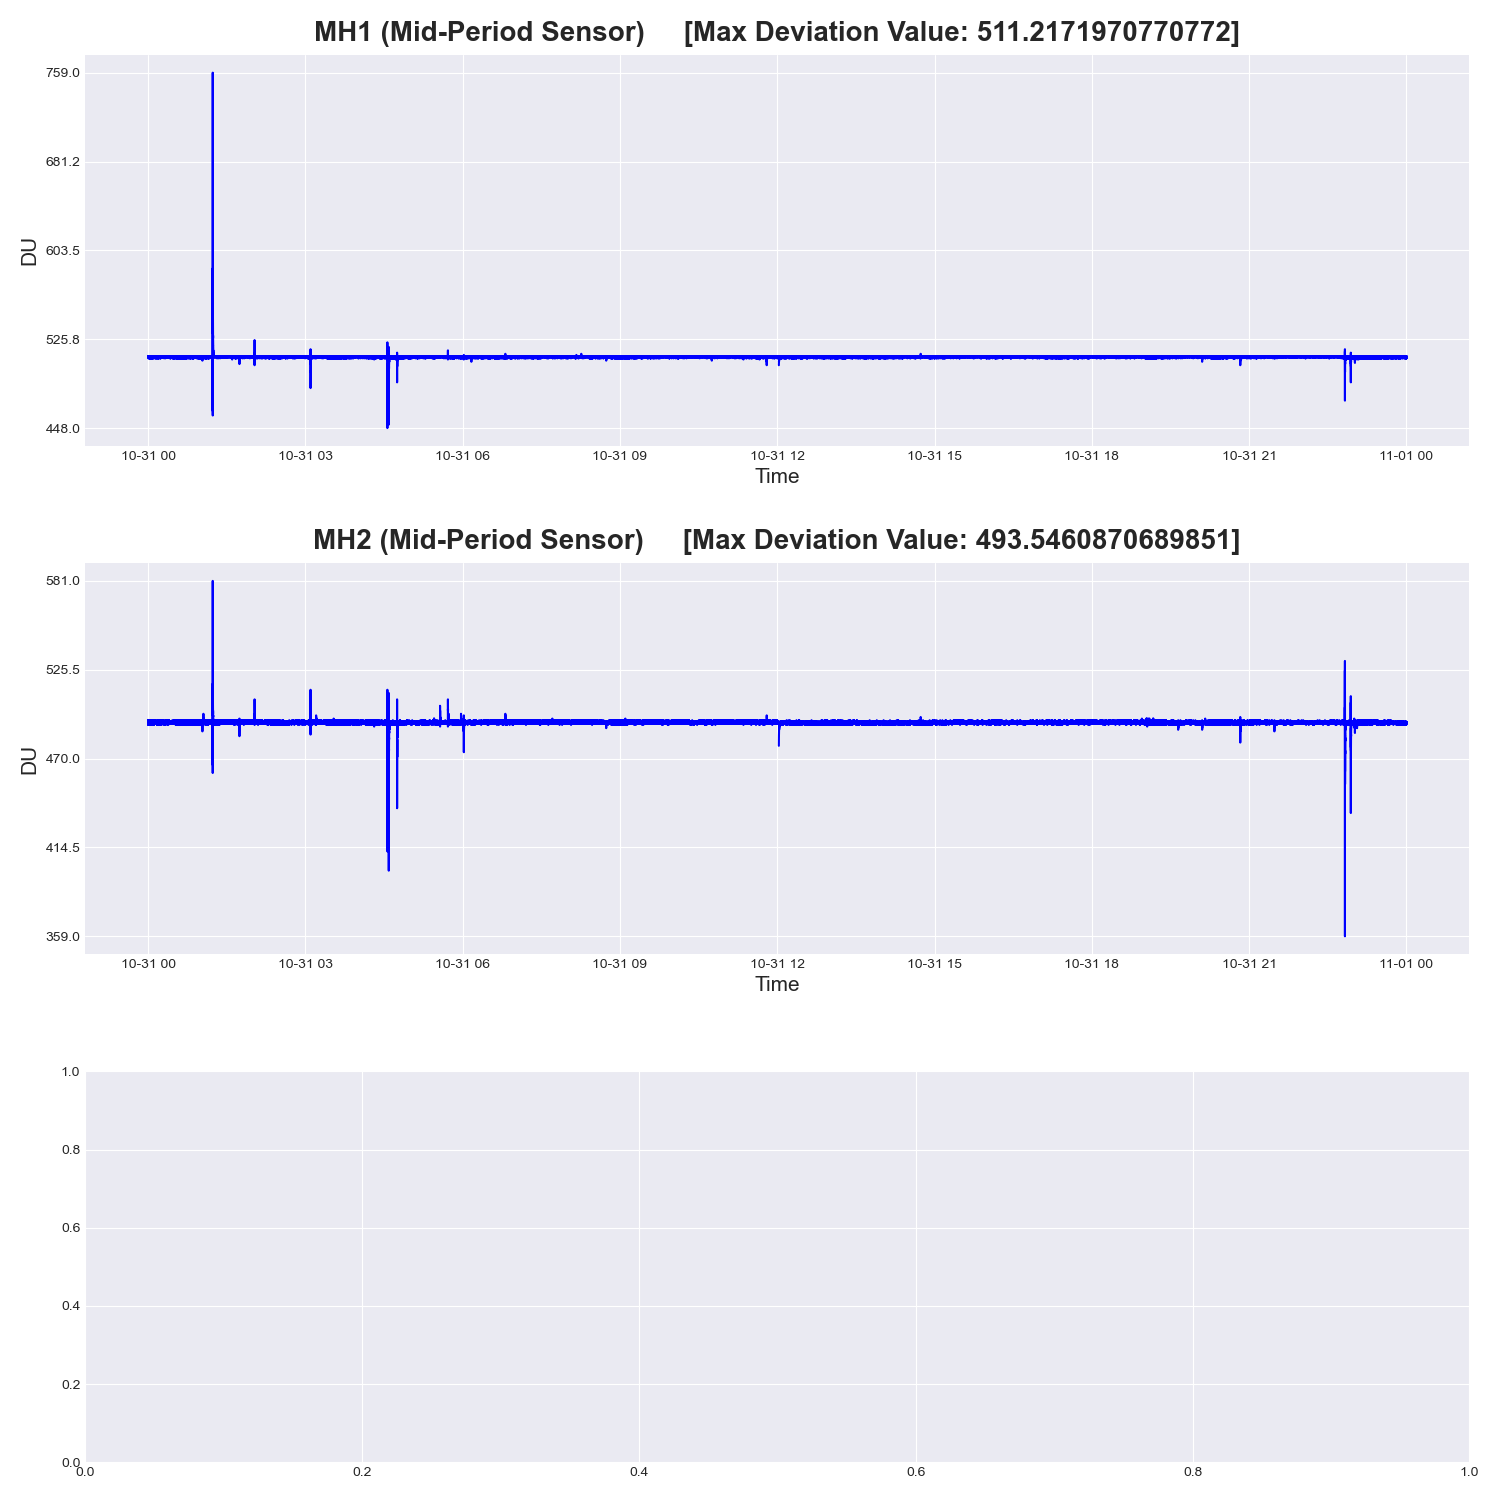 MH1 (Mid-Period Sensor) [Max Deviation Value: 511.2171970770772]
759.0
681.2
603.5
525.8
448.0
DU
10-31 00 10-31 03 10-31 06 10-31 09 10-31 12 10-31 15 10-31 18 10-31 21 11-01 00
Time
MH2 (Mid-Period Sensor) [Max Deviation Value: 493.5460870689851]
581.0
525.5
470.0
414.5
359.0
DU
10-31 00 10-31 03 10-31 06 10-31 09 10-31 12 10-31 15 10-31 18 10-31 21 11-01 00
Time
1.0
0.8
0.6
0.4
0.2
0.0
0.0 0.2 0.4 0.6 0.8 1.0